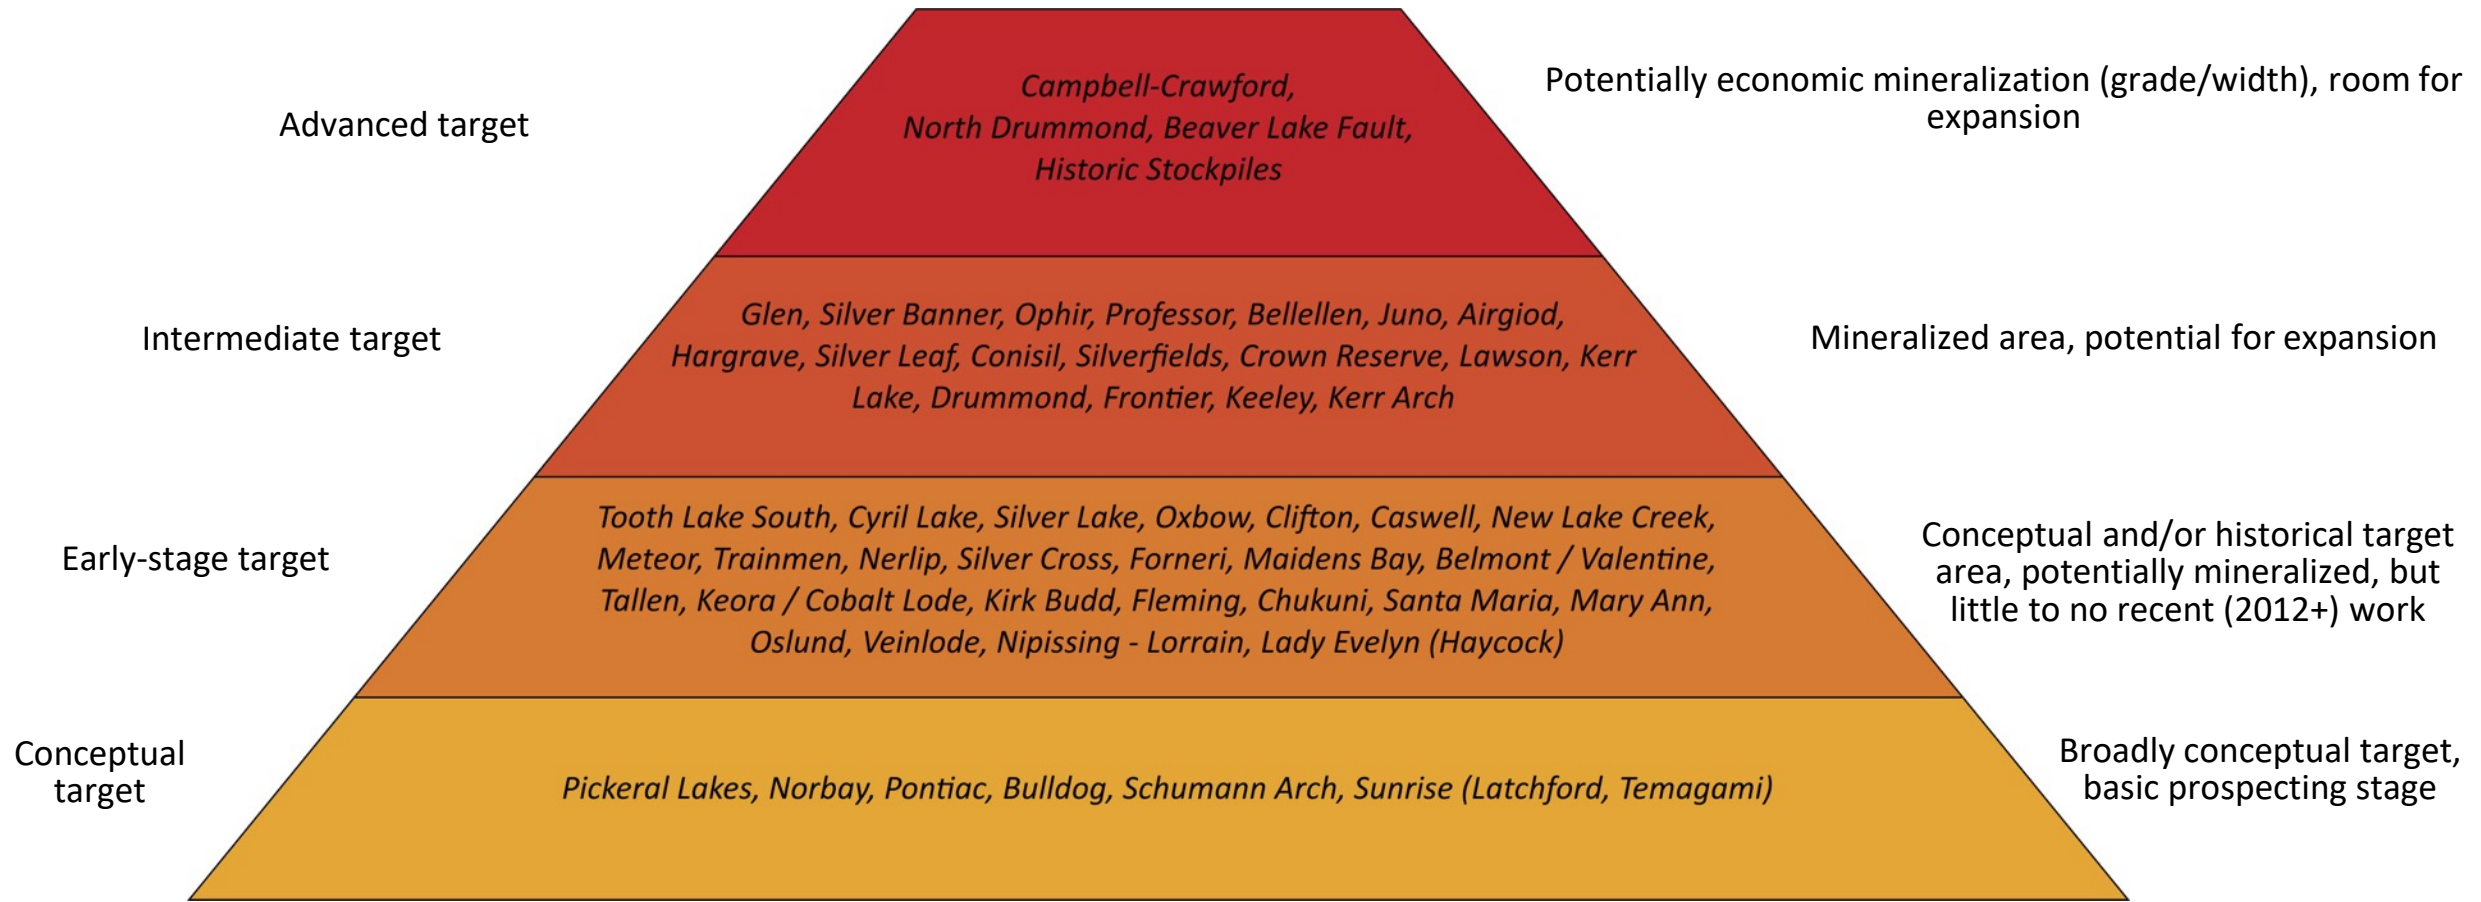 Advanced target
Campbell-Crawford,
North Drummond, Beaver Lake Fault,
Historic Stockpiles
Potentially economic mineralization (grade/width), room for
expansion
Intermediate target
Glen, Silver Banner, Ophir, Professor, Bellellen, Juno, Airgiod,
Hargrave, Silver Leaf, Conisil, Silverfields, Crown Reserve, Lawson, Kerr
Lake, Drummond, Frontier, Keeley, Kerr Arch
Mineralized area, potential for expansion
Early-stage target
Tooth Lake South, Cyril Lake, Silver Lake, Oxbow, Clifton, Caswell, New Lake Creek,
Meteor, Trainmen, Nerlip, Silver Cross, Forneri, Maidens Bay, Belmont / Valentine,
Tallen, Keora / Cobalt Lode, Kirk Budd, Fleming, Chukuni, Santa Maria, Mary Ann,
Oslund, Veinlode, Nipissing - Lorrain, Lady Evelyn (Haycock)
Conceptual and/or historical target
area, potentially mineralized, but
little to no recent (2012+) work
Conceptual
target
Pickeral Lakes, Norbay, Pontiac, Bulldog, Schumann Arch, Sunrise (Latchford, Temagami)
Broadly conceptual target,
basic prospecting stage